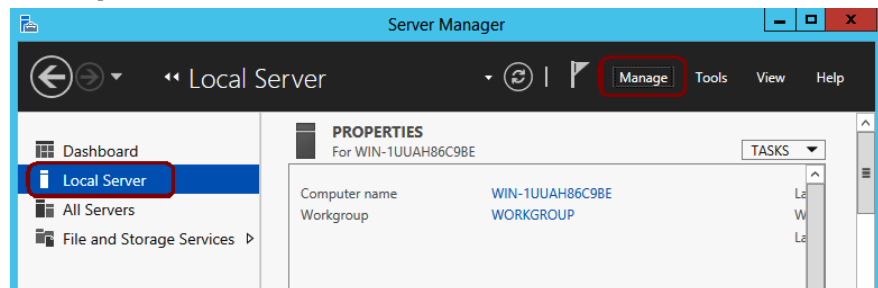 Server Manager
Local Server
Manage Tools View Help
Dashboard
Local Server
All Servers
File and Storage Services
PROPERTIES
For WIN-1UUAH86C9BE
TASKS
Computer name WIN-1UUAH86C9BE
Workgroup WORKGROUP